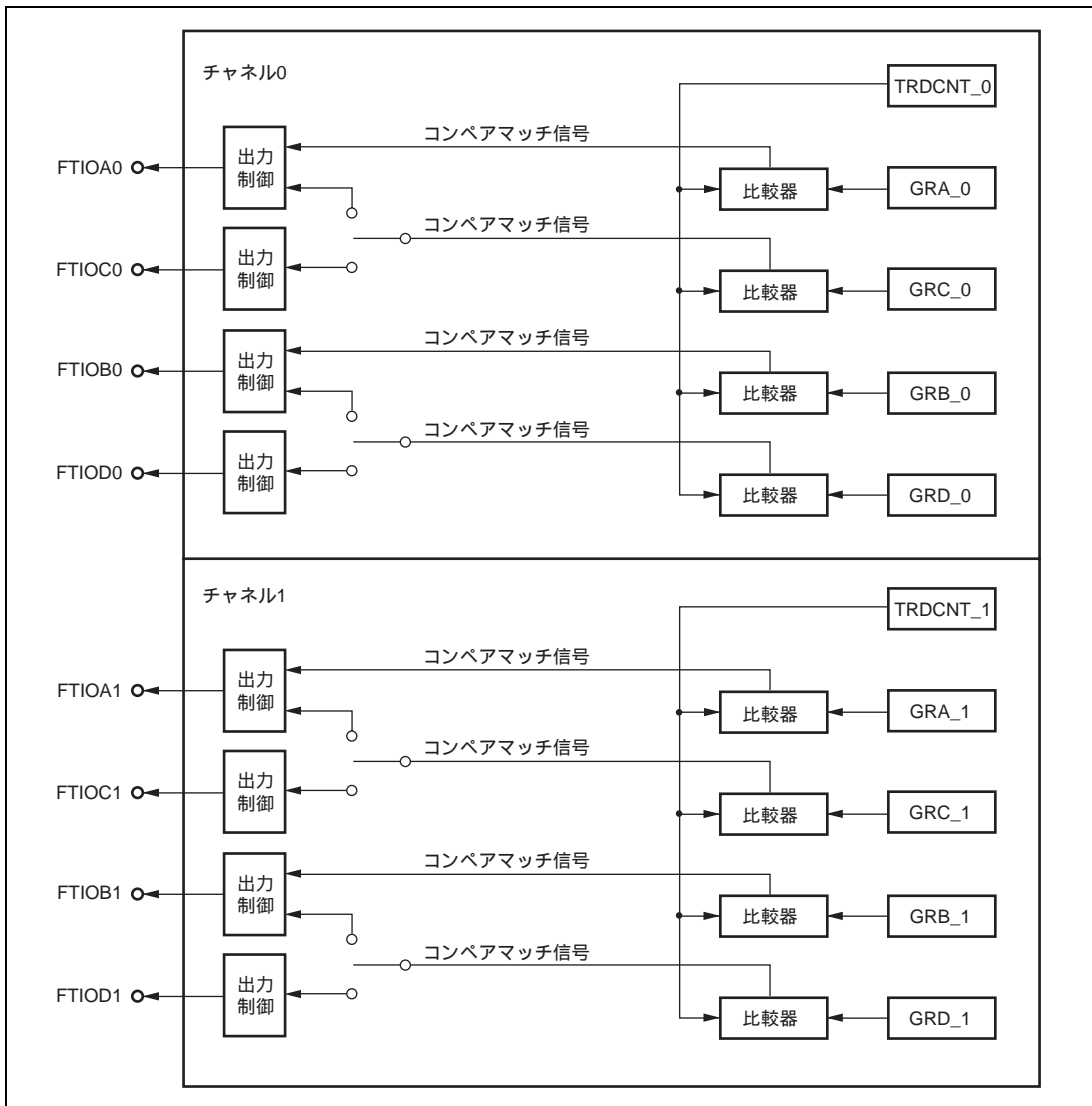 チャネル0
TRDCNT_0
コンペアマッチ信号
FTIOA0
出力
制御
比較器
GRA_0
コンペアマッチ信号
FTIOC0
出力
制御
比較器
GRC_0
コンペアマッチ信号
FTIOB0
出力
制御
比較器
GRB_0
コンペアマッチ信号
FTIOD0
出力
制御
比較器
GRD_0
チャネル1
TRDCNT_1
コンペアマッチ信号
FTIOA1
出力
制御
比較器
GRA_1
コンペアマッチ信号
FTIOC1
出力
制御
比較器
GRC_1
コンペアマッチ信号
FTIOB1
出力
制御
比較器
GRB_1
コンペアマッチ信号
FTIOD1
出力
制御
比較器
GRD_1